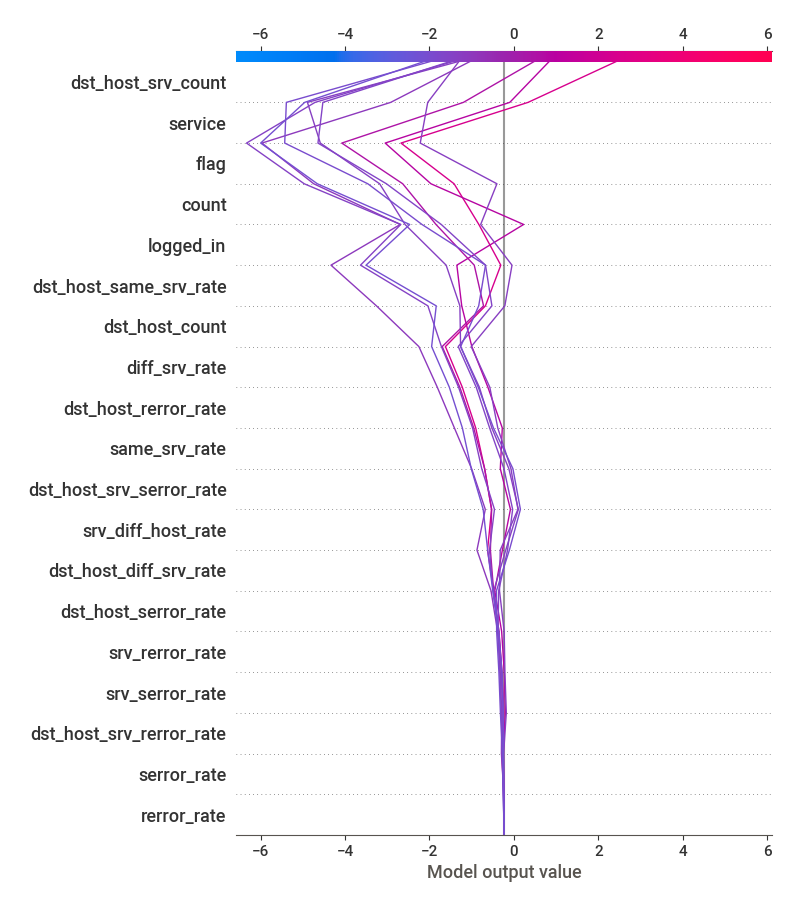 −6 −4 −2 0 2 4 6
dst_host_srv_count
service
flag
count
logged_in
dst_host_same_srv_rate
dst_host_count
diff_srv_rate
dst_host_rerror_rate
same_srv_rate
dst_host_srv_serror_rate
srv_diff_host_rate
dst_host_diff_srv_rate
dst_host_serror_rate
srv_rerror_rate
srv_serror_rate
dst_host_srv_rerror_rate
serror_rate
rerror_rate
−6 −4 −2 0 2 4 6
Model output value